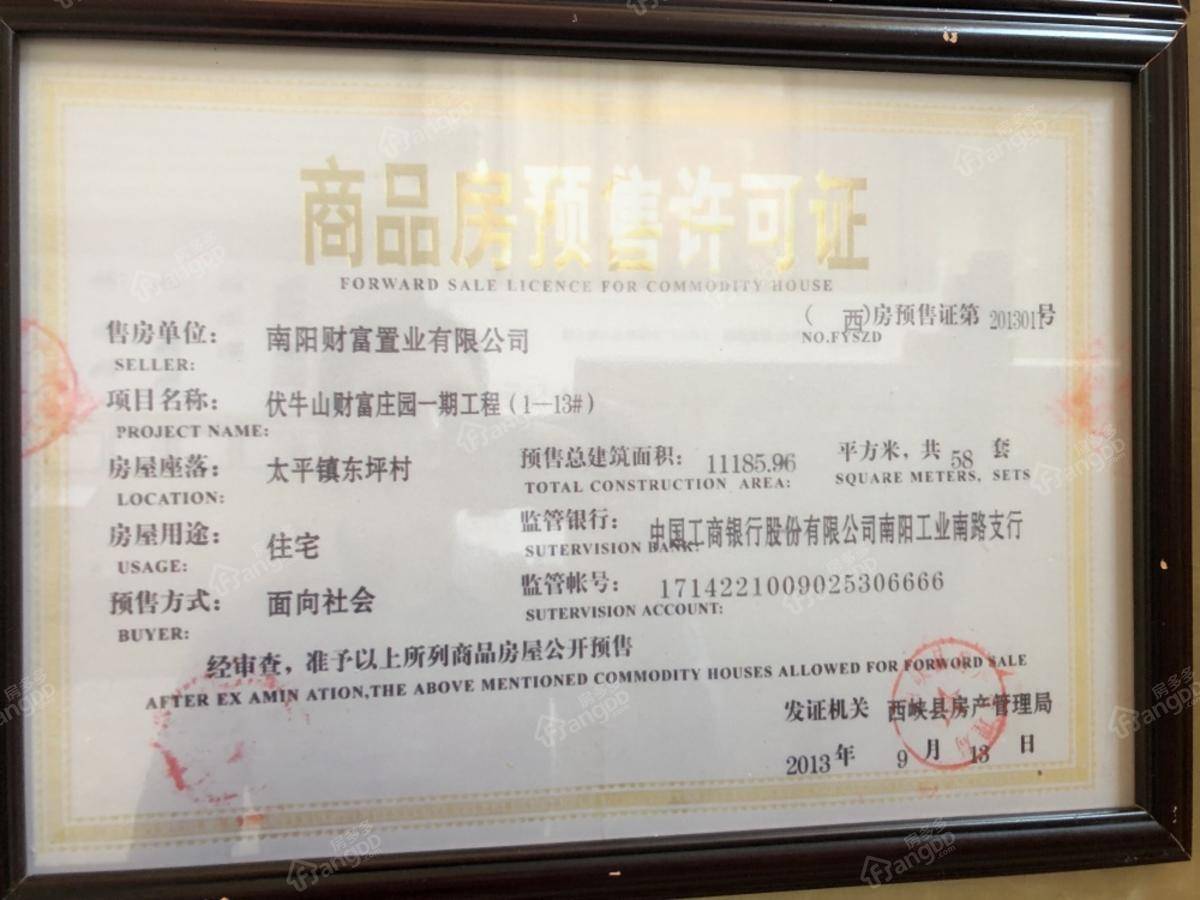 商品房预售许可证
FORWARD SALE LICENCE FOR COMMODITY HOUSE
(西)房预售证第 201301号
NO.FYSZD
售房单位： 南阳财富置业有限公司
SELLER:
项目名称： 伏牛山财富庄园一期工程(1—13#)
PROJECT NAME:
房屋座落： 太平镇东坪村
LOCATION:
预售总建筑面积： 11185.96 平方米，共 58 套
TOTAL CONSTRUCTION AREA: SQUARE METERS, SETS
房屋用途： 住宅
USAGE:
监管银行： 中国工商银行股份有限公司南阳工业南路支行
SUTERVISION BANK:
预售方式： 面向社会
BUYER:
监管帐号： 1714221009025306666
SUTERVISION ACCOUNT:
经审查，准予以上所列商品房屋公开预售
AFTER EX AMIN ATION,THE ABOVE MENTIONED COMMODITY HOUSES ALLOWED FOR FORWORD SALE
发证机关 西峡县房产管理局
2013 年 9 月 13 日
房多多
Fangdd.com